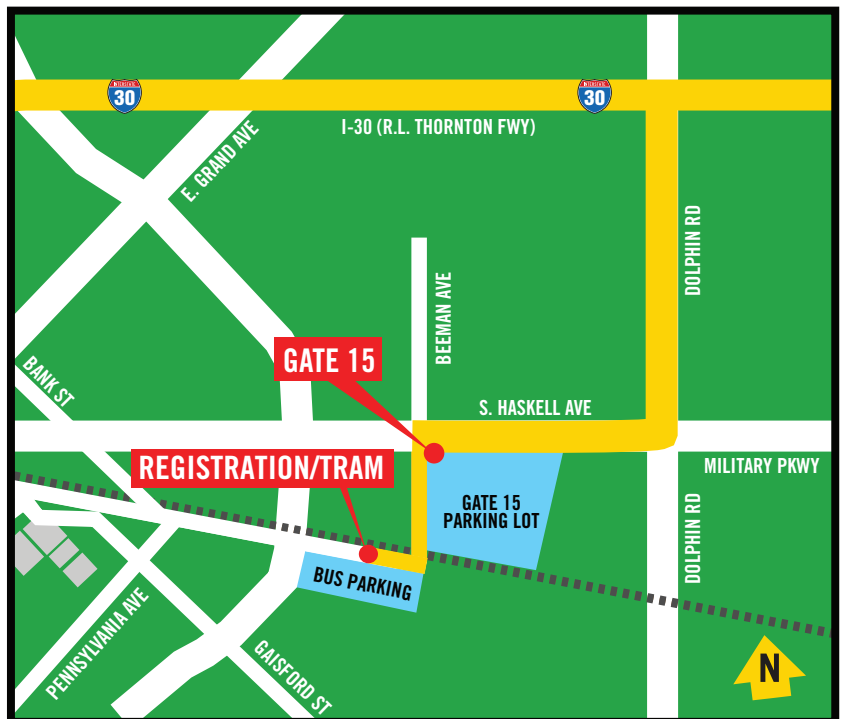 30
30
I-30 (R.L. THORNTON FWY)
E. GRAND AVE
DOLPHIN RD
BEEMAN AVE
GATE 15
BANK ST
S. HASKELL AVE
REGISTRATION/TRAM
MILITARY PKWY
GATE 15
PARKING LOT
DOLPHIN RD
BUS PARKING
PENNSYLVANIA AVE
GAISFORD ST
N